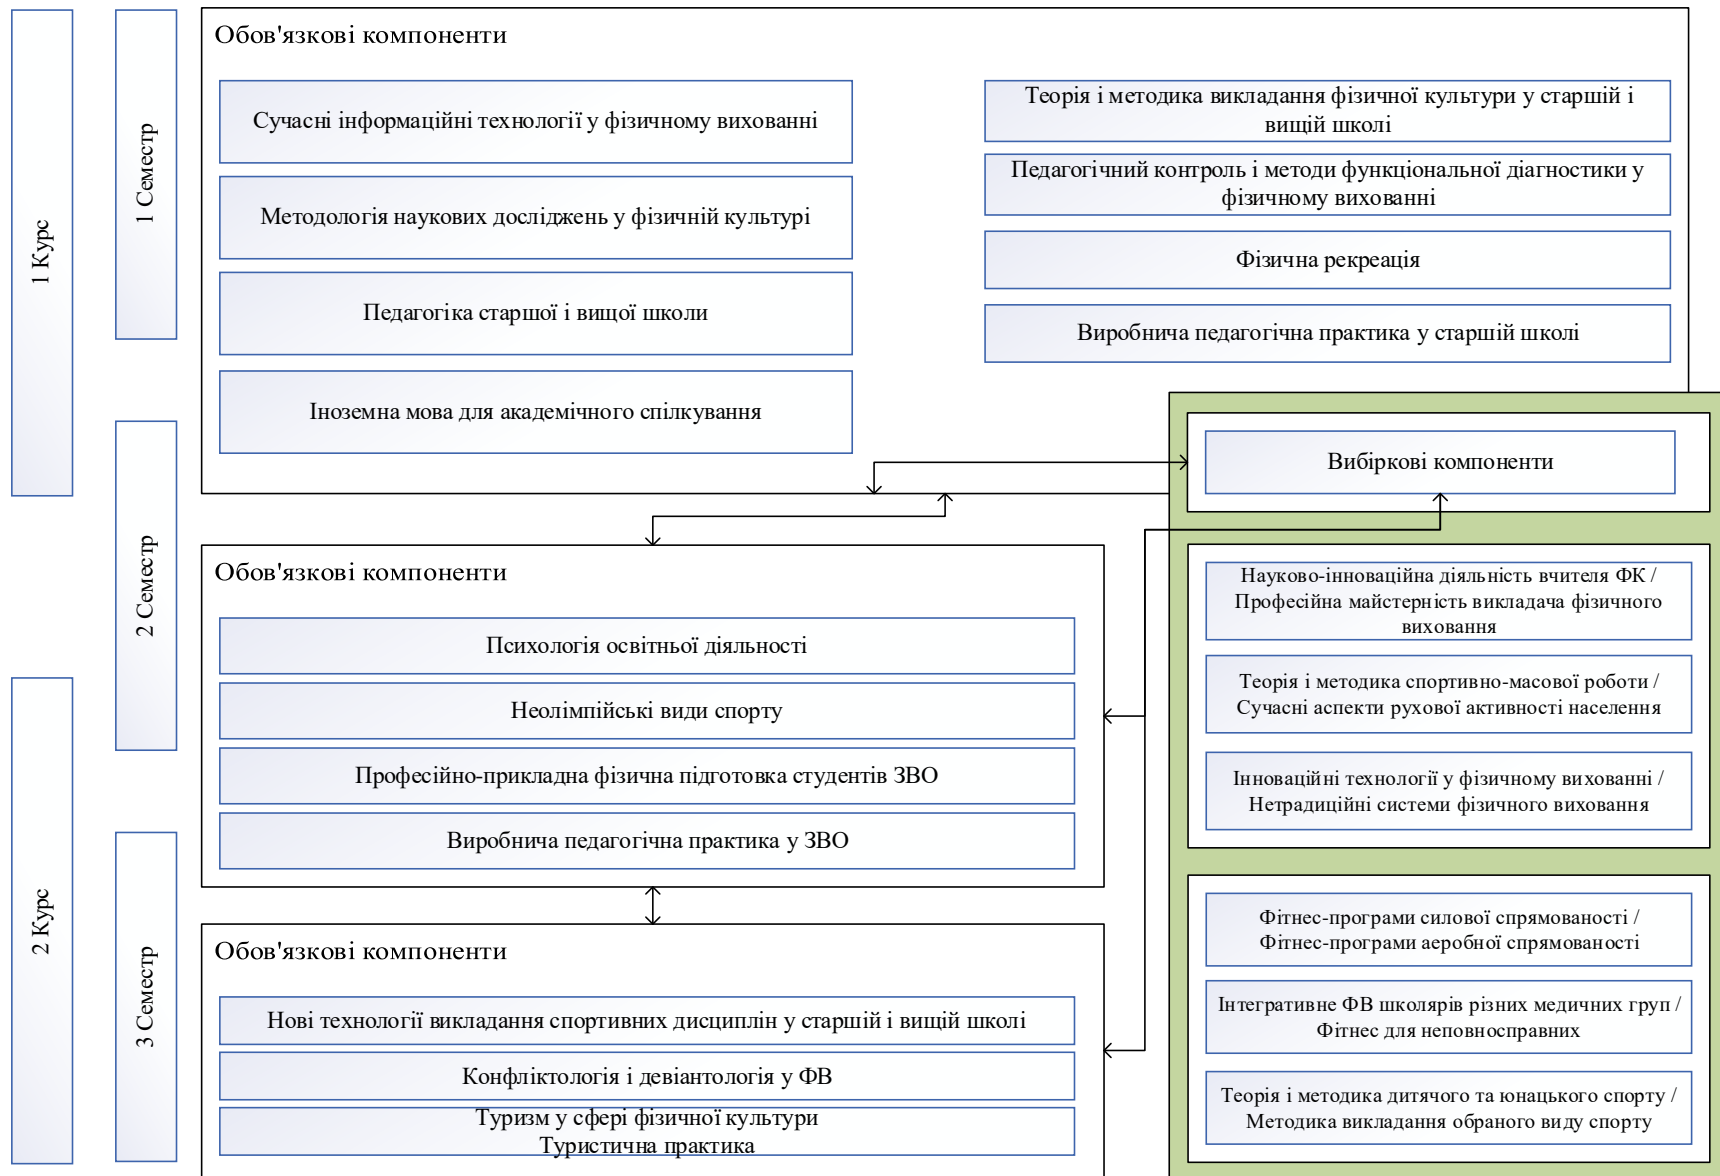 1 Курс
1 Семестр
Обов'язкові компоненти
Сучасні інформаційні технології у фізичному вихованні
Методологія наукових досліджень у фізичній культурі
Педагогіка старшої і вищої школи
Іноземна мова для академічного спілкування
Теорія і методика викладання фізичної культури у старшій і
вищій школі
Педагогічний контроль і методи функціональної діагностики у
фізичному вихованні
Фізична рекреація
Виробнича педагогічна практика у старшій школі
Вибіркові компоненти
2 Семестр
Обов'язкові компоненти
Психологія освітньої діяльності
Неолімпійські види спорту
Професійно-прикладна фізична підготовка студентів ЗВО
Виробнича педагогічна практика у ЗВО
Науково-інноваційна діяльність вчителя ФК /
Професійна майстерність викладача фізичного
виховання
Теорія і методика спортивно-масової роботи /
Сучасні аспекти рухової активності населення
Інноваційні технології у фізичному вихованні /
Нетрадиційні системи фізичного виховання
2 Курс
3 Семестр
Обов'язкові компоненти
Нові технології викладання спортивних дисциплін у старшій і вищій школі
Конфліктологія і девіантологія у ФВ
Туризм у сфері фізичної культури
Туристична практика
Фітнес-програми силової спрямованості /
Фітнес-програми аеробної спрямованості
Інтегративне ФВ школярів різних медичних груп /
Фітнес для неповносправних
Теорія і методика дитячого та юнацького спорту /
Методика викладання обраного виду спорту